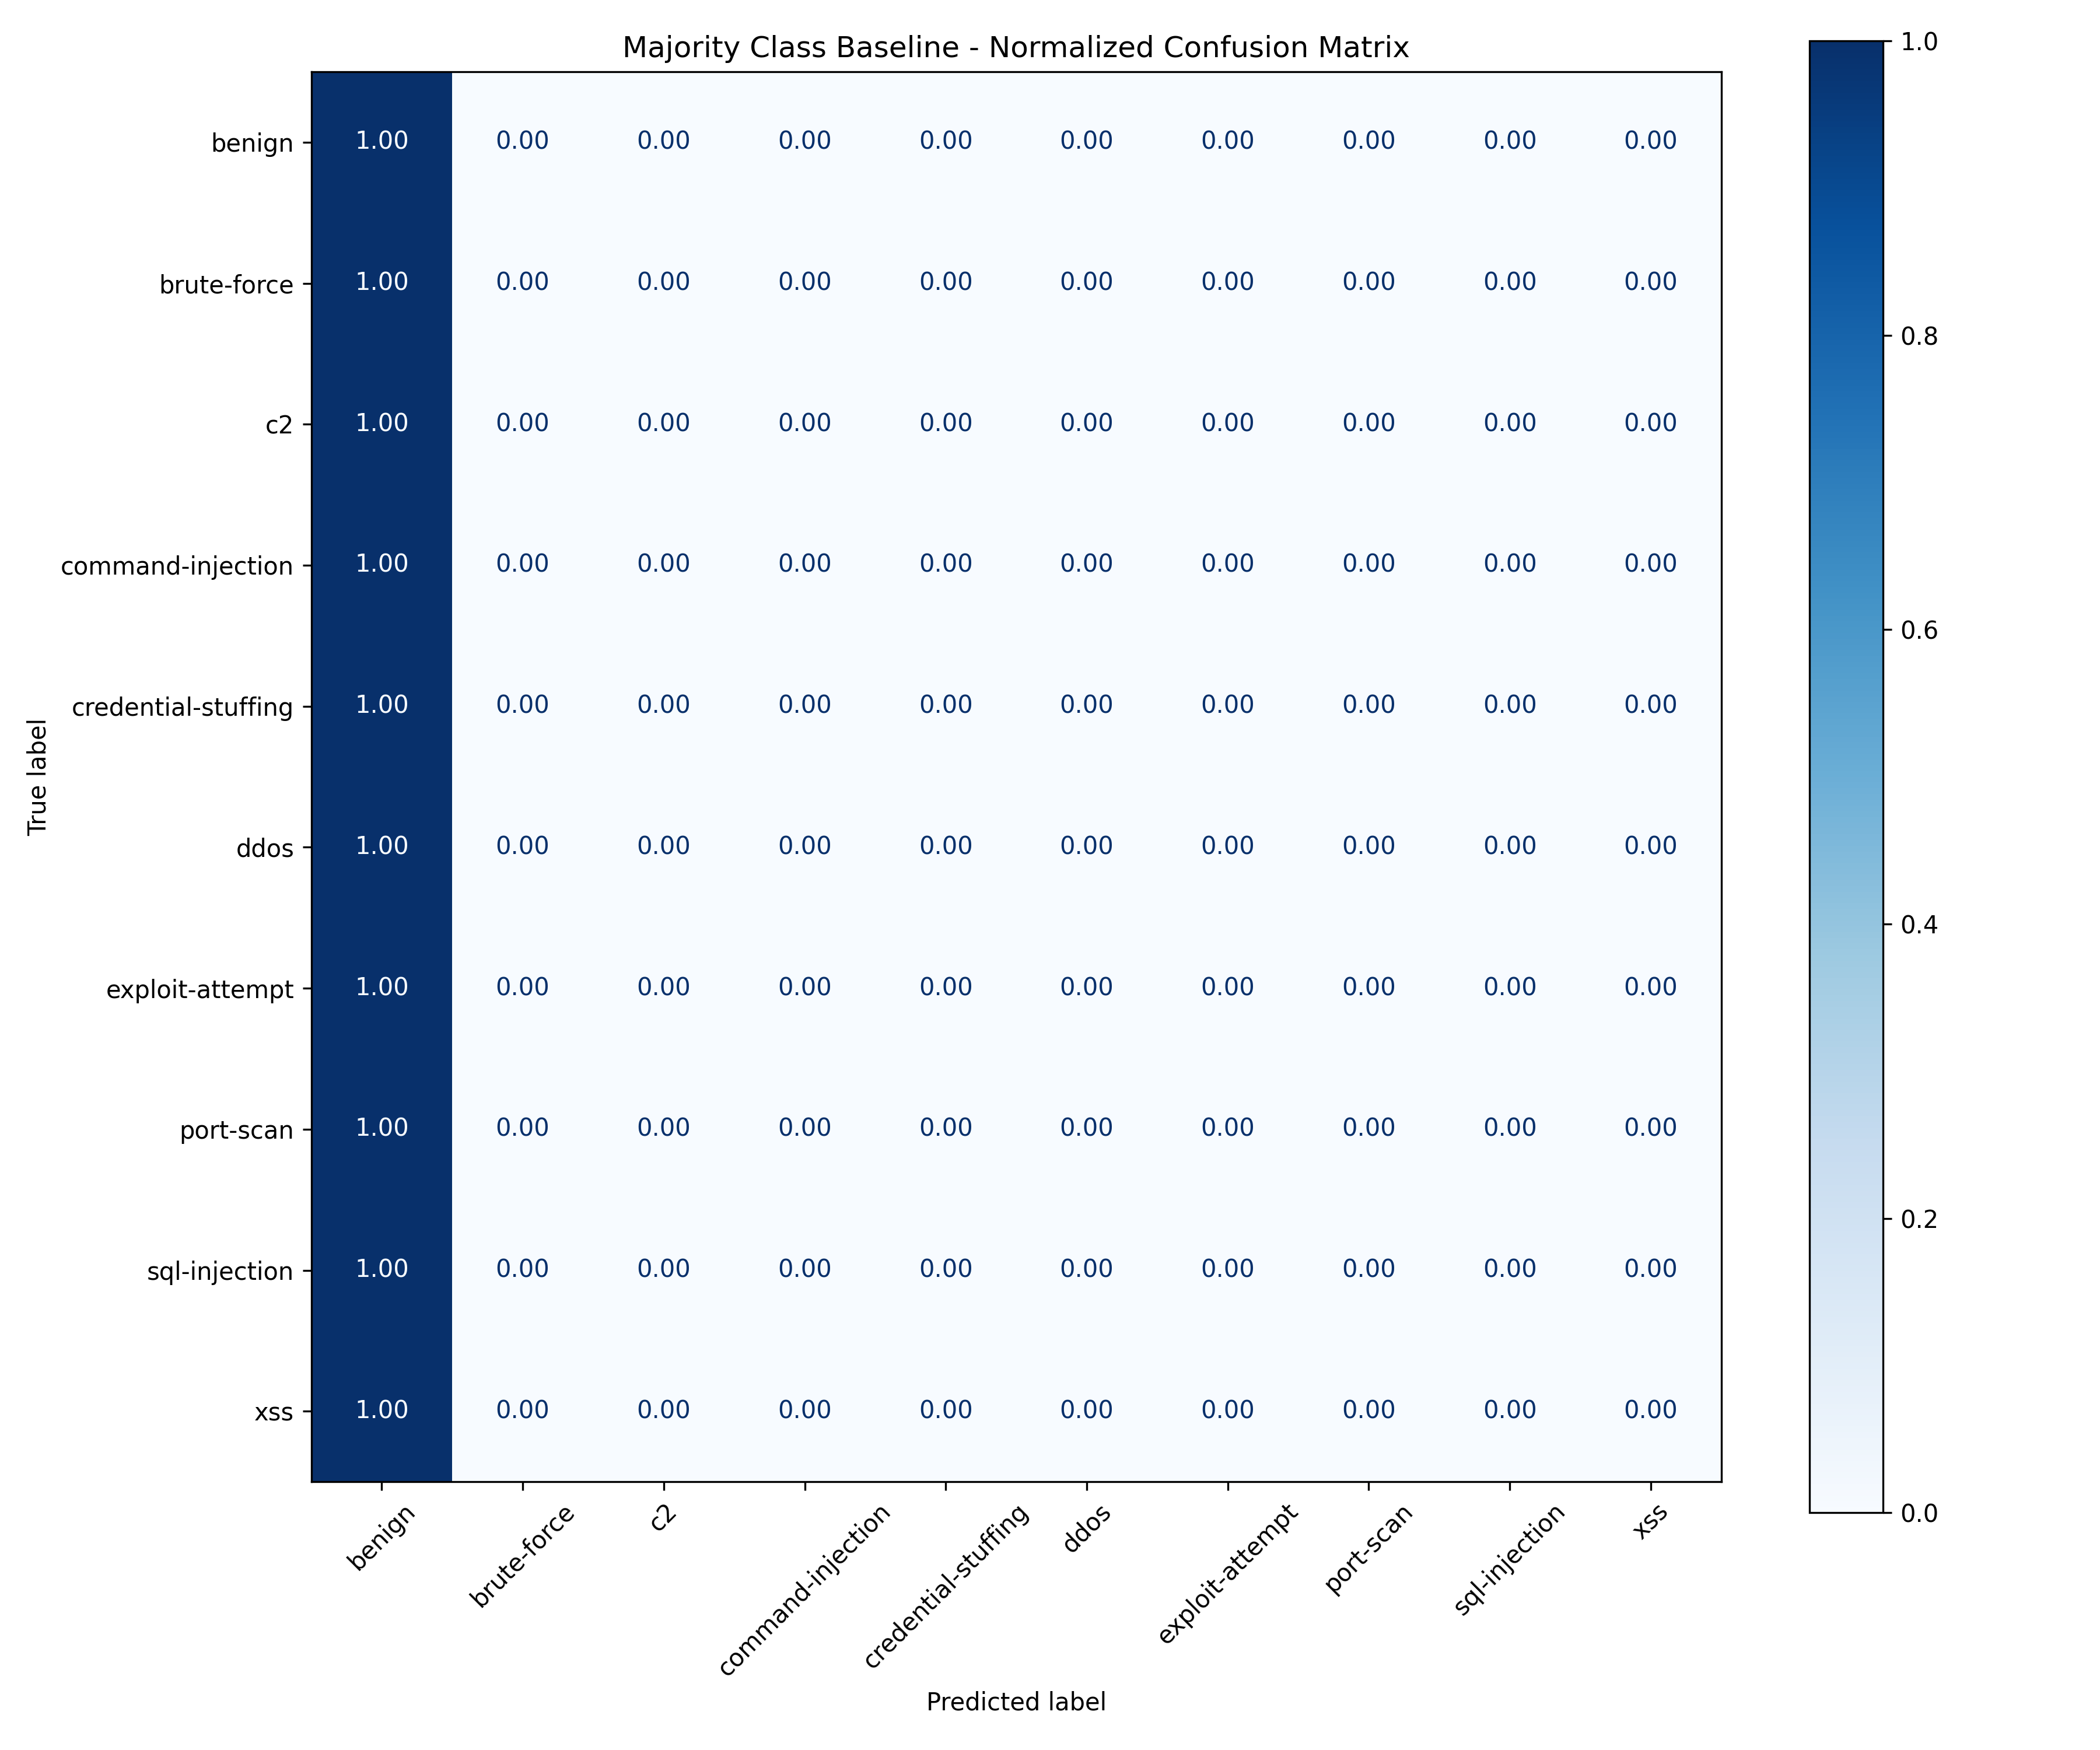 Majority Class Baseline - Normalized Confusion Matrix
True label
benign 1.00 0.00 0.00 0.00 0.00 0.00 0.00 0.00 0.00 0.00
brute-force 1.00 0.00 0.00 0.00 0.00 0.00 0.00 0.00 0.00 0.00
c2 1.00 0.00 0.00 0.00 0.00 0.00 0.00 0.00 0.00 0.00
command-injection 1.00 0.00 0.00 0.00 0.00 0.00 0.00 0.00 0.00 0.00
credential-stuffing 1.00 0.00 0.00 0.00 0.00 0.00 0.00 0.00 0.00 0.00
ddos 1.00 0.00 0.00 0.00 0.00 0.00 0.00 0.00 0.00 0.00
exploit-attempt 1.00 0.00 0.00 0.00 0.00 0.00 0.00 0.00 0.00 0.00
port-scan 1.00 0.00 0.00 0.00 0.00 0.00 0.00 0.00 0.00 0.00
sql-injection 1.00 0.00 0.00 0.00 0.00 0.00 0.00 0.00 0.00 0.00
xss 1.00 0.00 0.00 0.00 0.00 0.00 0.00 0.00 0.00 0.00
benign brute-force c2 command-injection credential-stuffing ddos exploit-attempt port-scan sql-injection xss
Predicted label
1.0
0.8
0.6
0.4
0.2
0.0